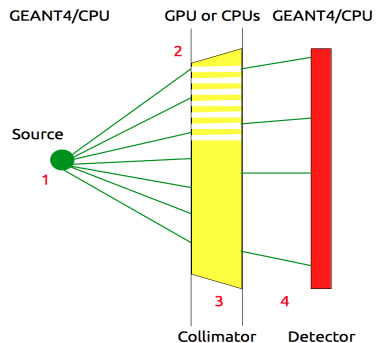 GEANT4/CPU GPU or CPUs GEANT4/CPU
2
Source
1
3 4
Collimator Detector